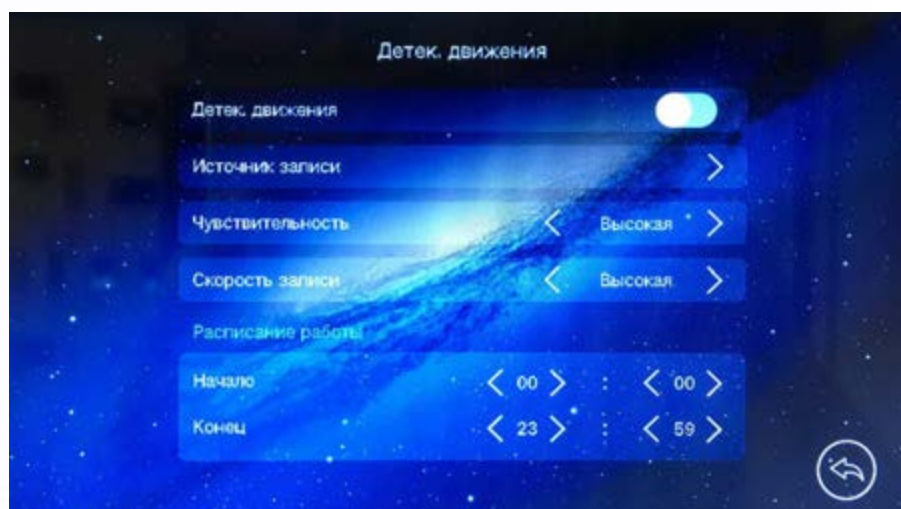 Детек. движения
Детек. движения
Источник записи
Чувствительность Высокая
Скорость записи Высокая
Расписание работы
Начало 00 : 00
Конец 23 : 59